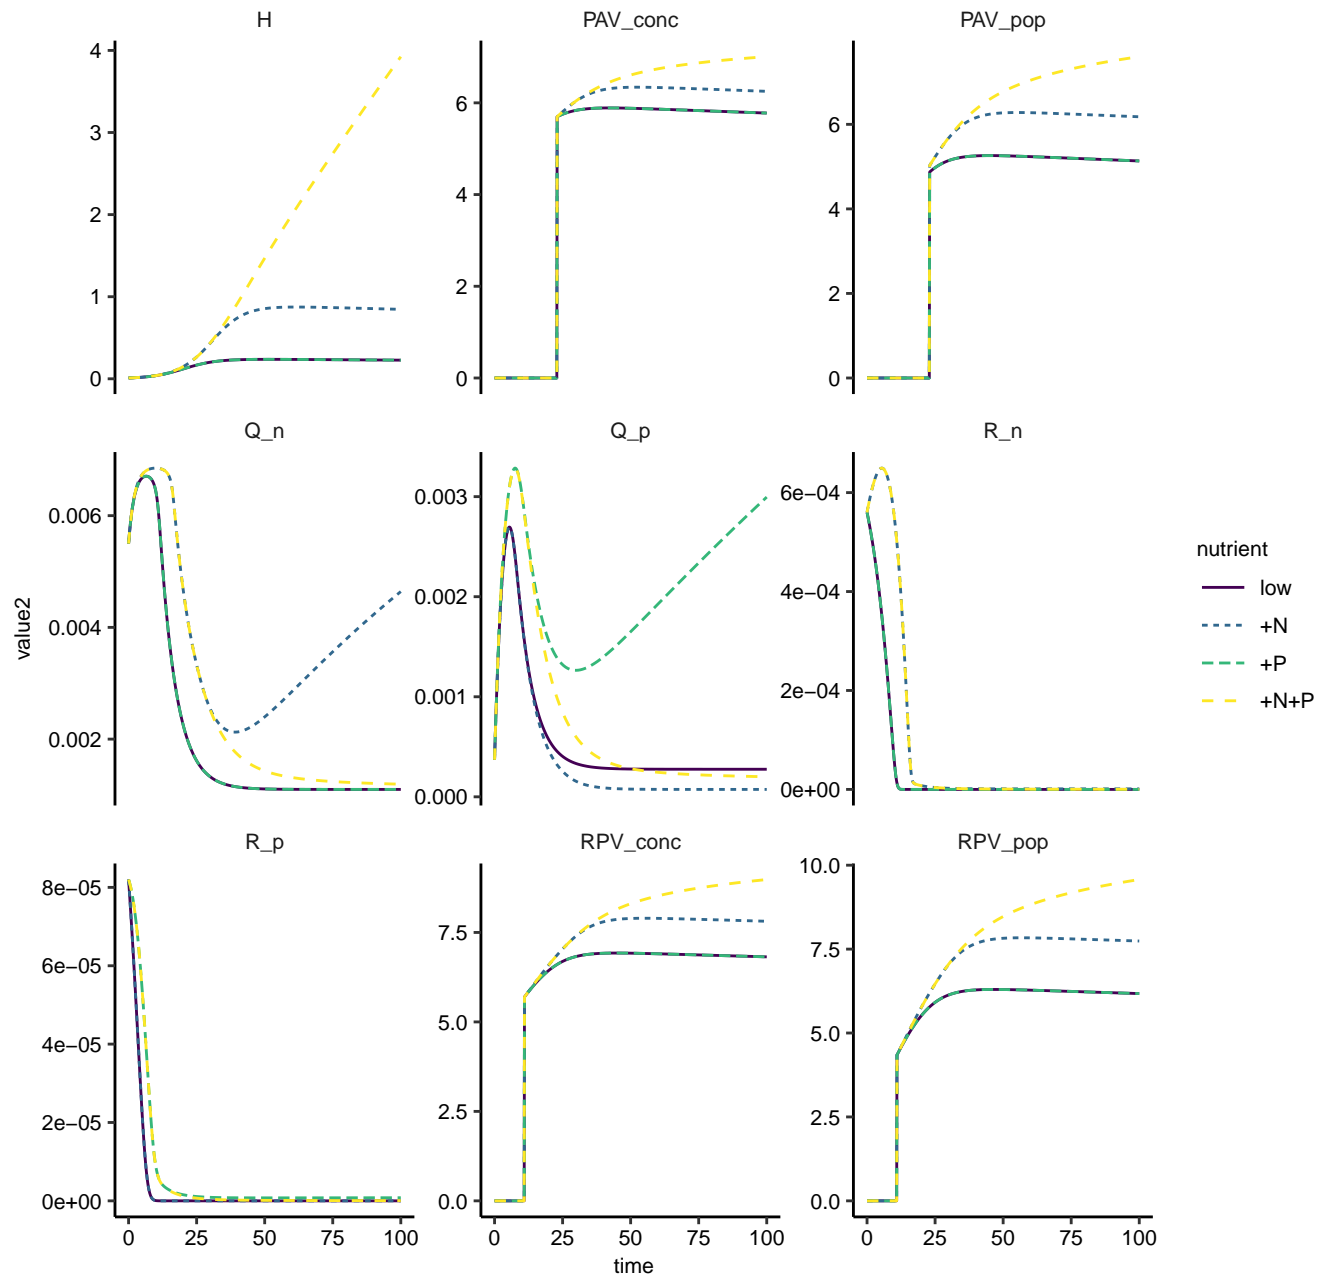 H
PAV_conc
PAV_pop
4
3
2
1
0
6
4
2
0
6
4
2
0
Q_n
Q_p
R_n
0.006
0.004
0.002
0.003
0.002
0.001
0.000
6e−04
4e−04
2e−04
0e+00
R_p
RPV_conc
RPV_pop
8e−05
6e−05
4e−05
2e−05
0e+00
7.5
5.0
2.5
0.0
10.0
7.5
5.0
2.5
0.0
0 25 50 75 100
0 25 50 75 100
0 25 50 75 100
time
value2
nutrient
low
+N
+P
+N+P